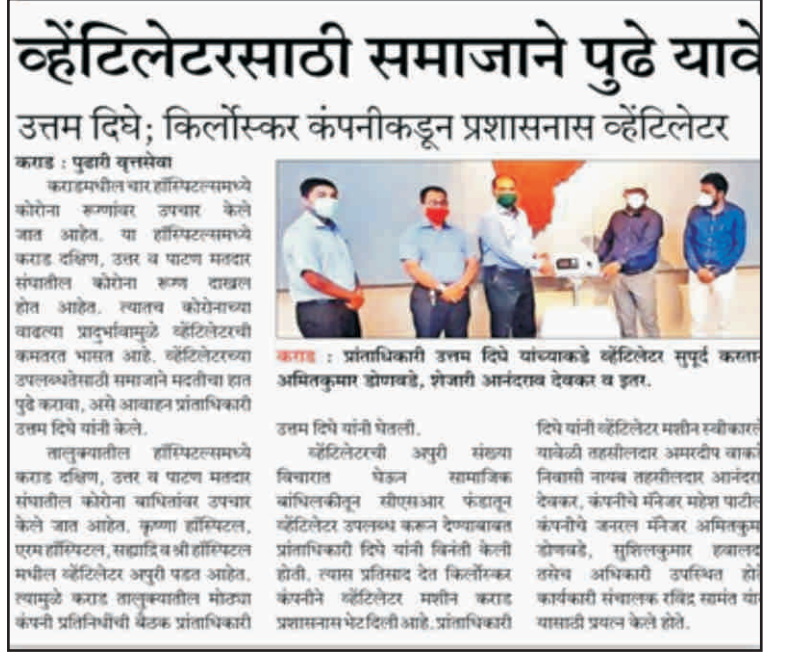 व्हेंटिलेटरसाठी समाजाने पुढे यावे
उत्तम दिघे; किर्लोस्कर कंपनीकडून प्रशासनास व्हेंटिलेटर
कराड : पुढारी वृत्तसेवा
कराडमधील चार हॉस्पिटल्समध्ये
कोरोना रूग्णांवर उपचार केले
जात आहेत. या हॉस्पिटल्समध्ये
कराड दक्षिण, उत्तर व पाटण मतदार
संघातील कोरोना रूग्ण दाखल
होत आहेत. त्यातच कोरोनाच्या
वाढत्या प्रादुर्भावामुळे व्हेंटिलेटरची
कमतरत भासत आहे. व्हेंटिलेटरच्या
उपलब्धतेसाठी समाजाने मदतीचा हात
पुढे करावा, असे आवाहन प्रांताधिकारी
उत्तम दिघे यांनी केले.
तालुक्यातील हॉस्पिटल्समध्ये
कराड दक्षिण, उत्तर व पाटण मतदार
संघातील कोरोना बाधितांवर उपचार
केले जात आहेत. कृष्णा हॉस्पिटल,
एरम हॉस्पिटल, सह्याद्रि व श्री हॉस्पिटल
मधील व्हेंटिलेटर अपुरी पडत आहेत.
त्यामुळे कराड तालुक्यातील मोठ्या
कंपनी प्रतिनिधींची बैठक प्रांताधिकारी
कराड : प्रांताधिकारी उत्तम दिघे यांच्याकडे व्हेंटिलेटर सुपूर्द करता
अमितकुमार डोणवडे, शेजारी आनंदराव देवकर व इतर.
उत्तम दिघे यांनी घेतली.
व्हेंटिलेटरची अपुरी संख्या
विचारात घेऊन सामाजिक
बांधिलकीतून सीएसआर फंडातून
व्हेंटिलेटर उपलब्ध करून देण्याबाबत
प्रांताधिकारी दिघे यांनी विनंती केली
होती. त्यास प्रतिसाद देत किर्लोस्कर
कंपनीने व्हेंटिलेटर मशीन कराड
प्रशासनास भेट दिली आहे. प्रांताधिकारी
दिघे यांनी व्हेंटिलेटर मशीन स्वीकारले
यावेळी तहसीलदार अमरदीप वाक
निवासी नायब तहसीलदार आनंदरा
देवकर, कंपनीचे मॅनेजर महेश पाटील
कंपनीचे जनरल मॅनेजर अमितकुम
डोणवडे, सुशिलकुमार हवालद
तसेच अधिकारी उपस्थित होते
कार्यकारी संचालक रविंद्र सामंत यां
यासाठी प्रयत्न केले होते.